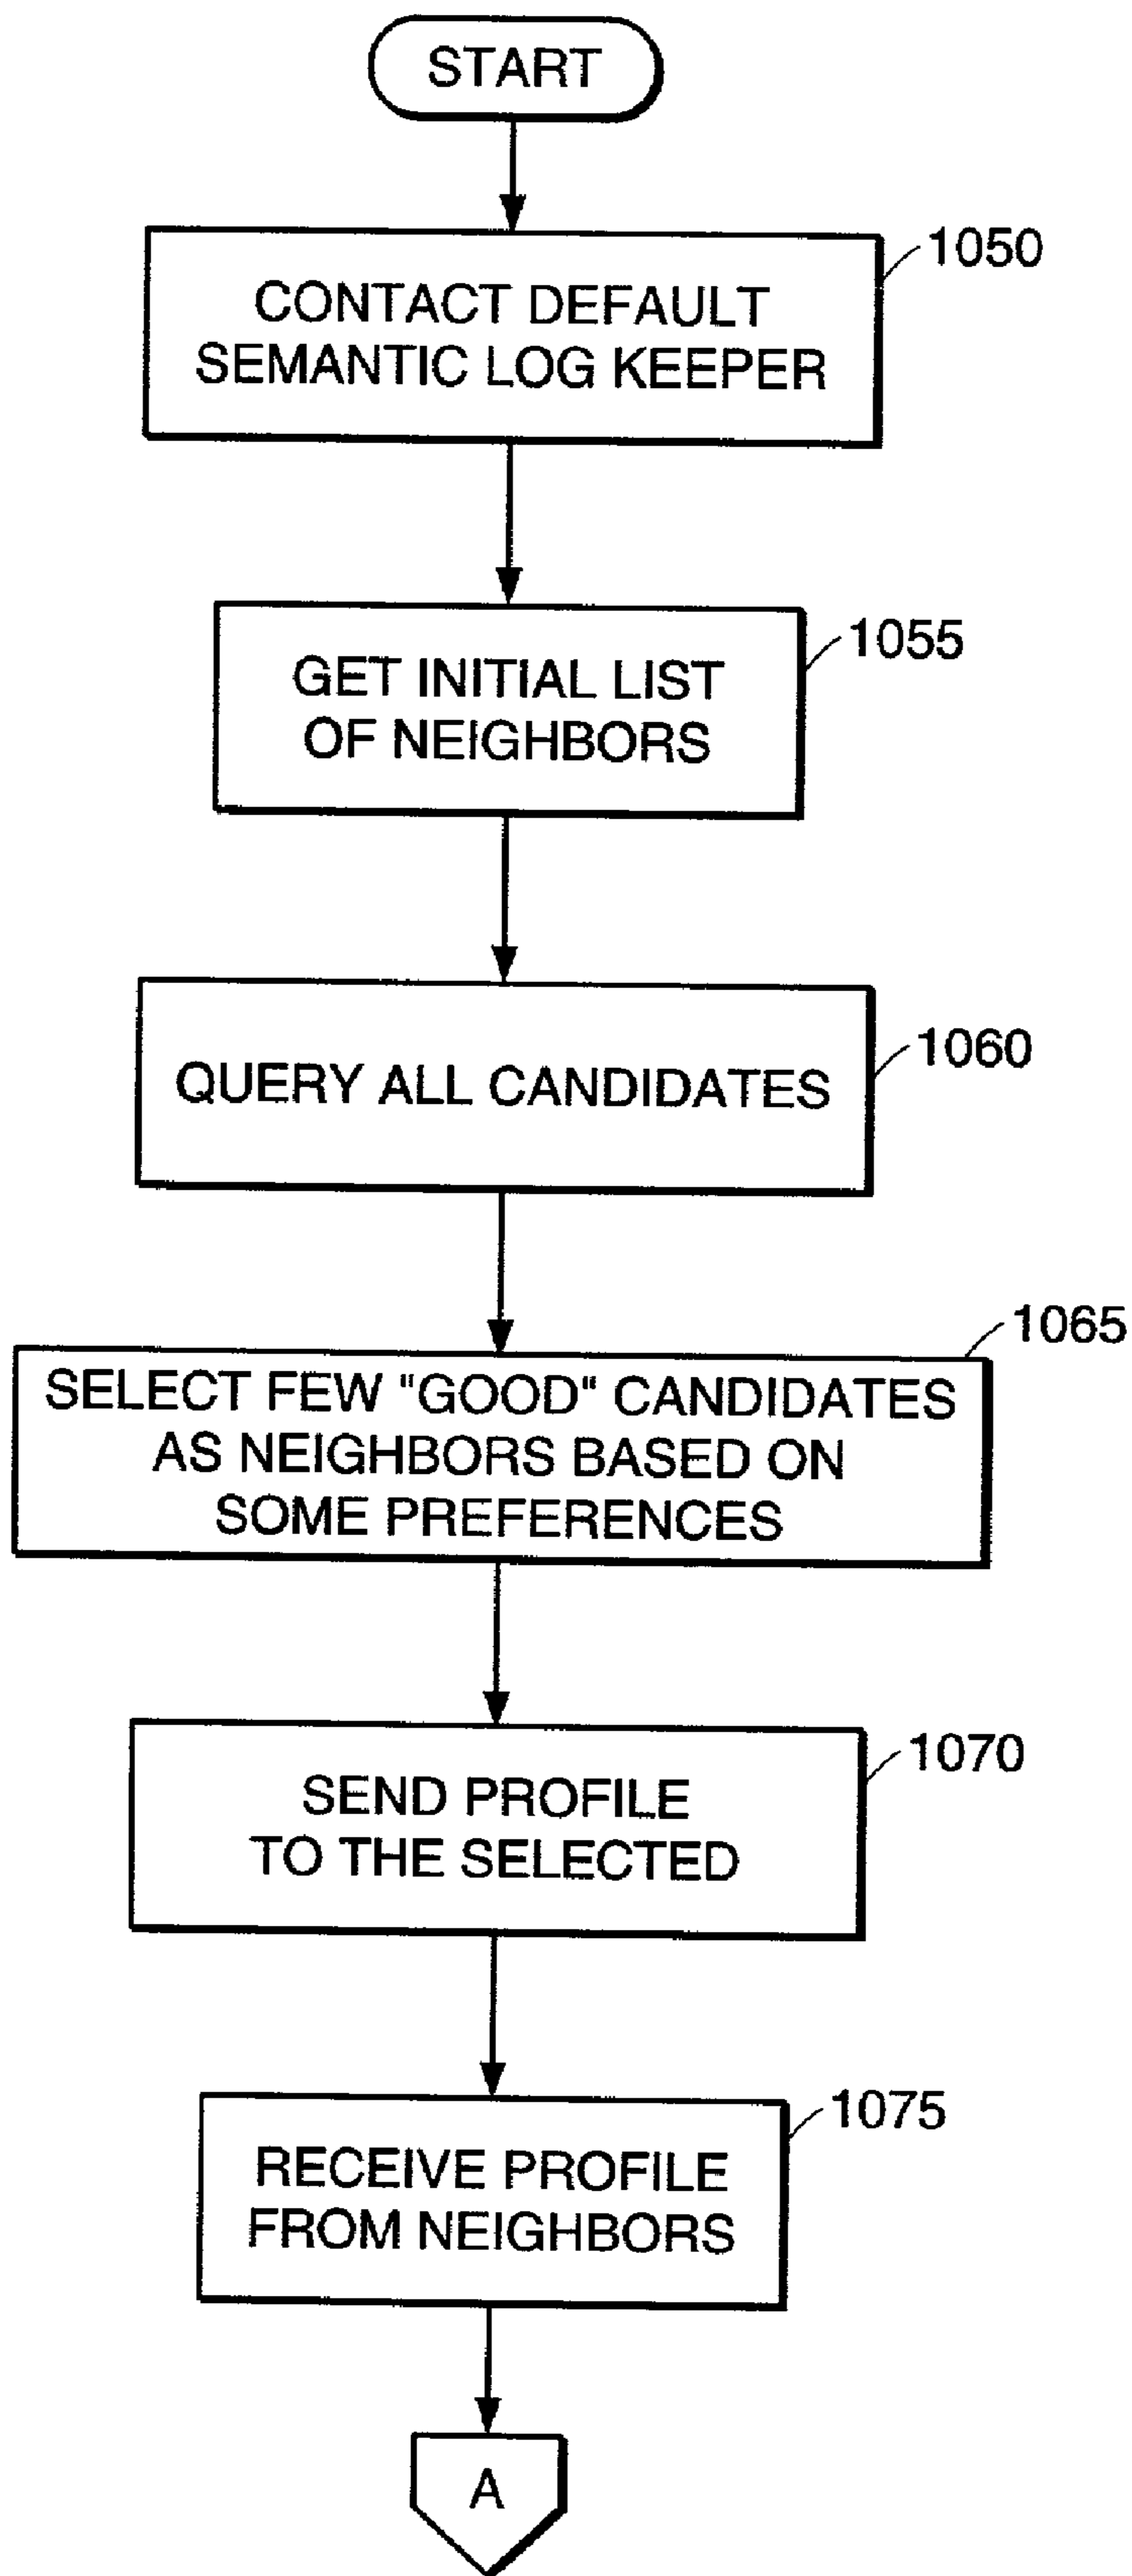 START
1050
CONTACT DEFAULT
SEMANTIC LOG KEEPER
1055
GET INITIAL LIST
OF NEIGHBORS
1060
QUERY ALL CANDIDATES
1065
SELECT FEW "GOOD" CANDIDATES
AS NEIGHBORS BASED ON
SOME PREFERENCES
1070
SEND PROFILE
TO THE SELECTED
1075
RECEIVE PROFILE
FROM NEIGHBORS
A